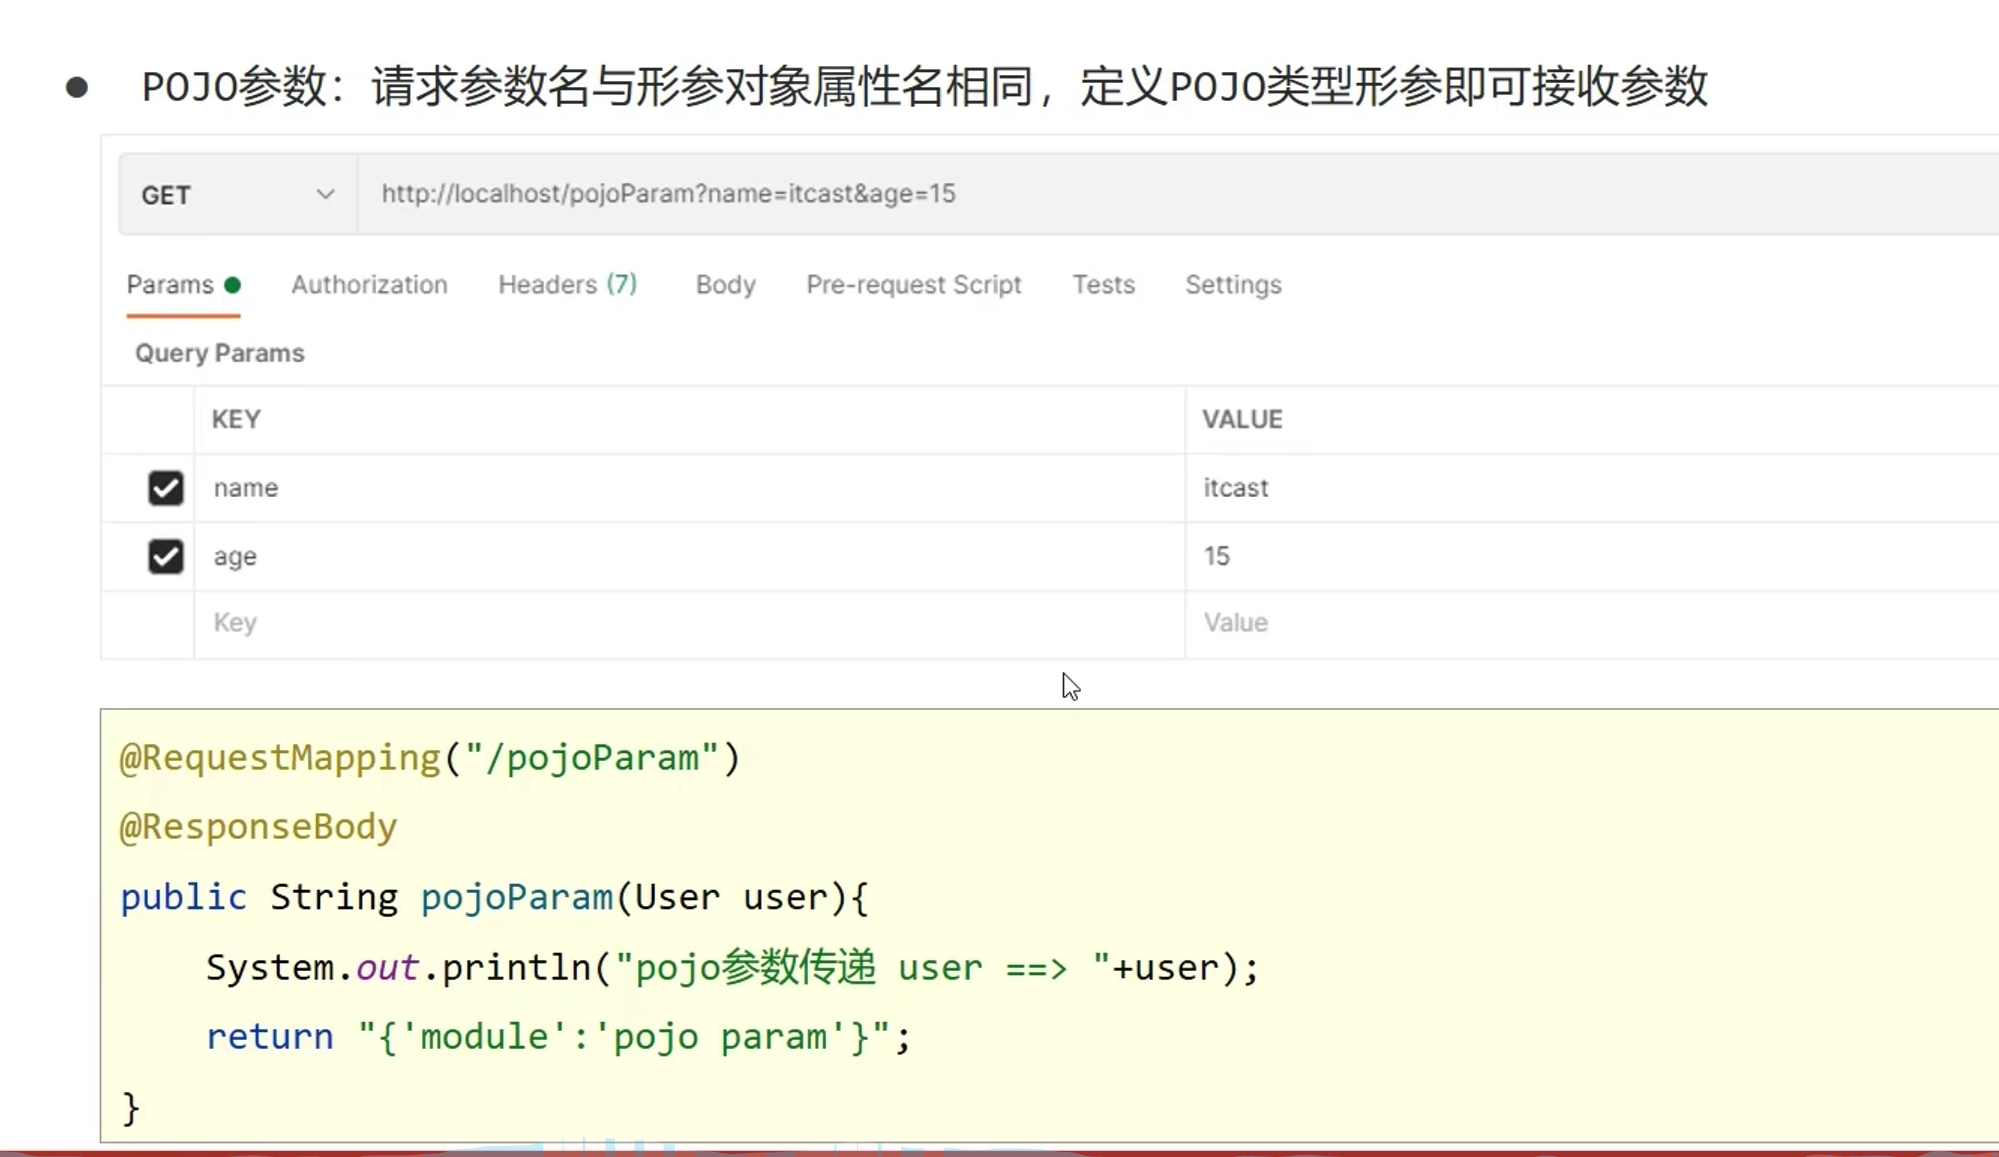 ● POJO参数：请求参数名与形参对象属性名相同，定义POJO类型形参即可接收参数
GET http://localhost/pojoParam?name=itcast&age=15
Params Authorization Headers (7) Body Pre-request Script Tests Settings
Query Params
KEY VALUE
name itcast
age 15
Key Value
@RequestMapping("/pojoParam")
@ResponseBody
public String pojoParam(User user){
    System.out.println("pojo参数传递 user ==> "+user);
    return "{'module':'pojo param'}";
}